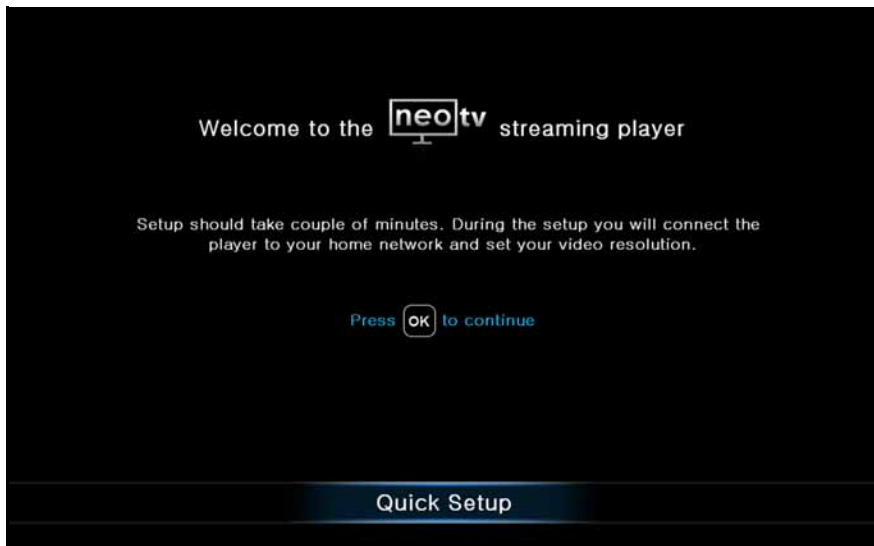 Welcome to the neotv streaming player
Setup should take couple of minutes. During the setup you will connect the
player to your home network and set your video resolution.
Press OK to continue
Quick Setup